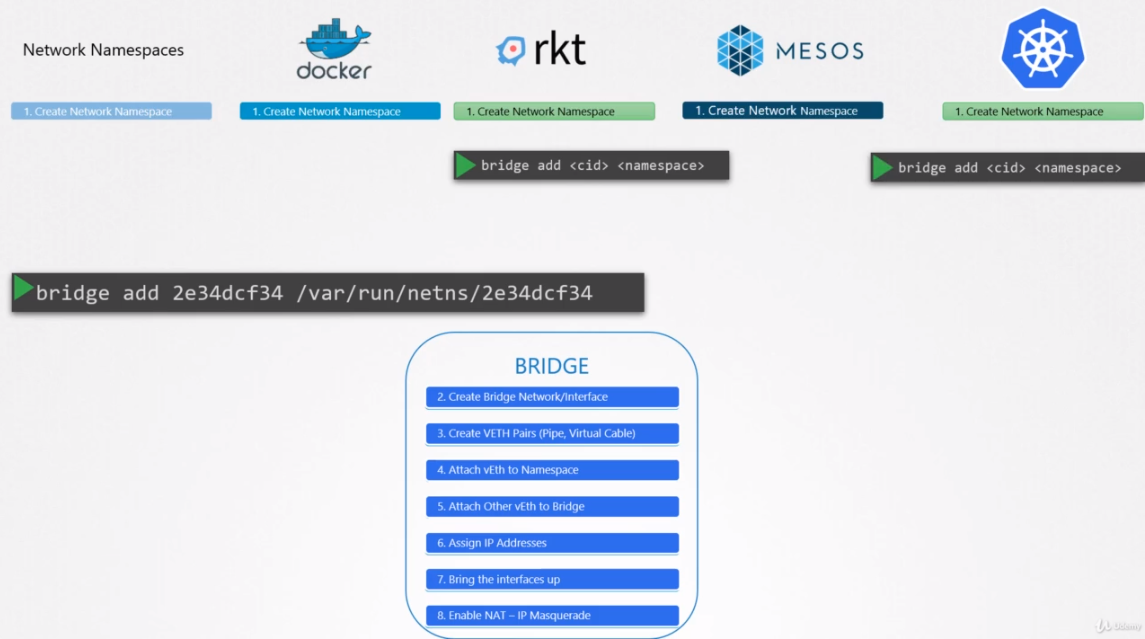 Network Namespaces
docker
rkt
MESOS
1. Create Network Namespace
1. Create Network Namespace
1. Create Network Namespace
1. Create Network Namespace
1. Create Network Namespace
bridge add <cid> <namespace>
bridge add <cid> <namespace>
bridge add 2e34dcf34 /var/run/netns/2e34dcf34
BRIDGE
2. Create Bridge Network/Interface
3. Create VETH Pairs (Pipe, Virtual Cable)
4. Attach vEth to Namespace
5. Attach Other vEth to Bridge
6. Assign IP Addresses
7. Bring the interfaces up
8. Enable NAT – IP Masquerade
Udemy